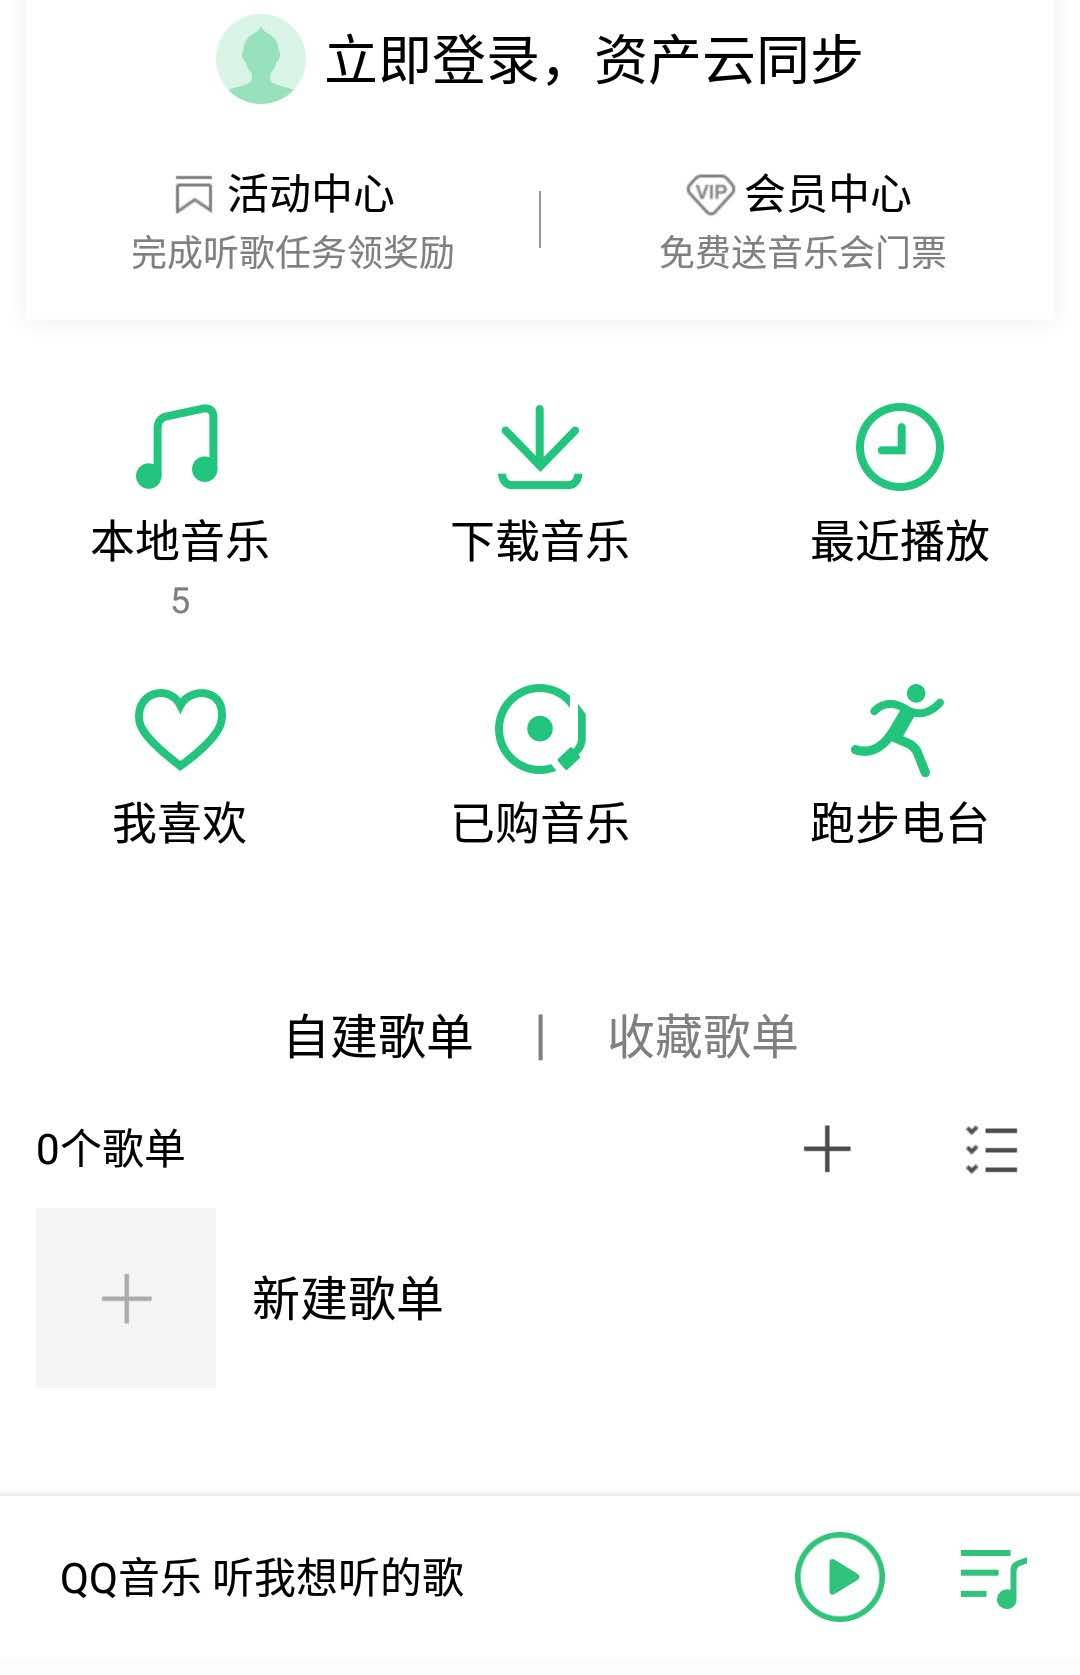 立即登录，资产云同步
活动中心
VIP 会员中心
完成听歌任务领奖励
免费送音乐会门票
本地音乐
下载音乐
最近播放
5
我喜欢
已购音乐
跑步电台
自建歌单 | 收藏歌单
0个歌单
新建歌单
QQ音乐 听我想听的歌